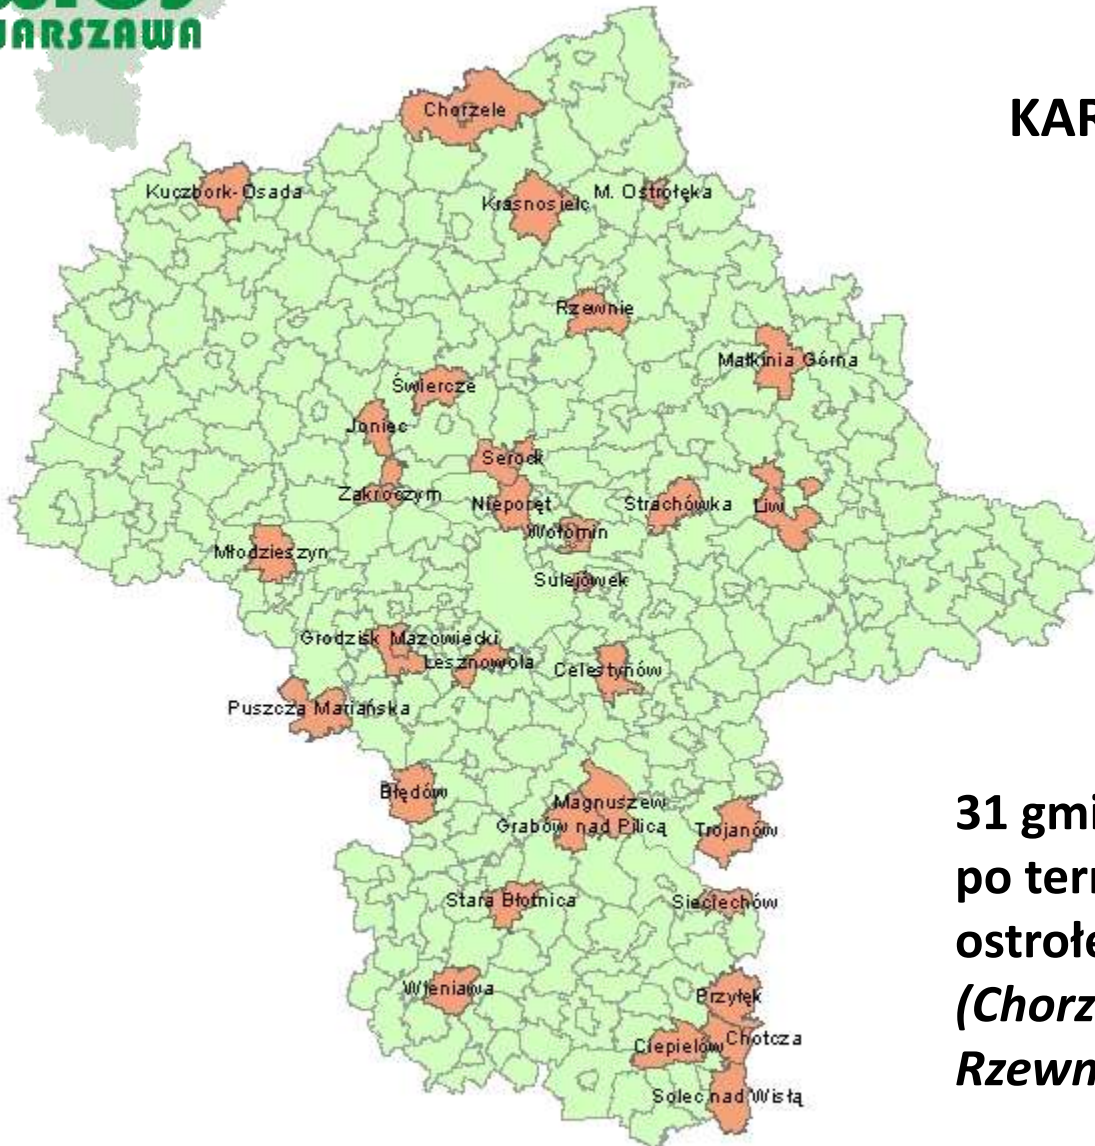 WARSZAWA
KAR
Chorzele
Kuczbork-Osada
Krasnosielc
M. Ostrołęka
Rzewnie
Małkinia Górna
Świercze
Joniec
Serock
Zakroczym
Nieporęt
Strachówka
Liw
Wołomin
Młodzieszyn
Sulejówek
Grodzisk Mazowiecki
Lesznowola
Celestynów
Puszcza Mariańska
Błędów
Magnuszew
Grabów nad Pilicą
Trojanów
Stara Błotnica
Sieciechów
Wieniawa
Przyłęk
Ciepielów
Chotcza
Solec nad Wisłą
31 gmi
po ter
ostrołę
(Chorz
Rzewn